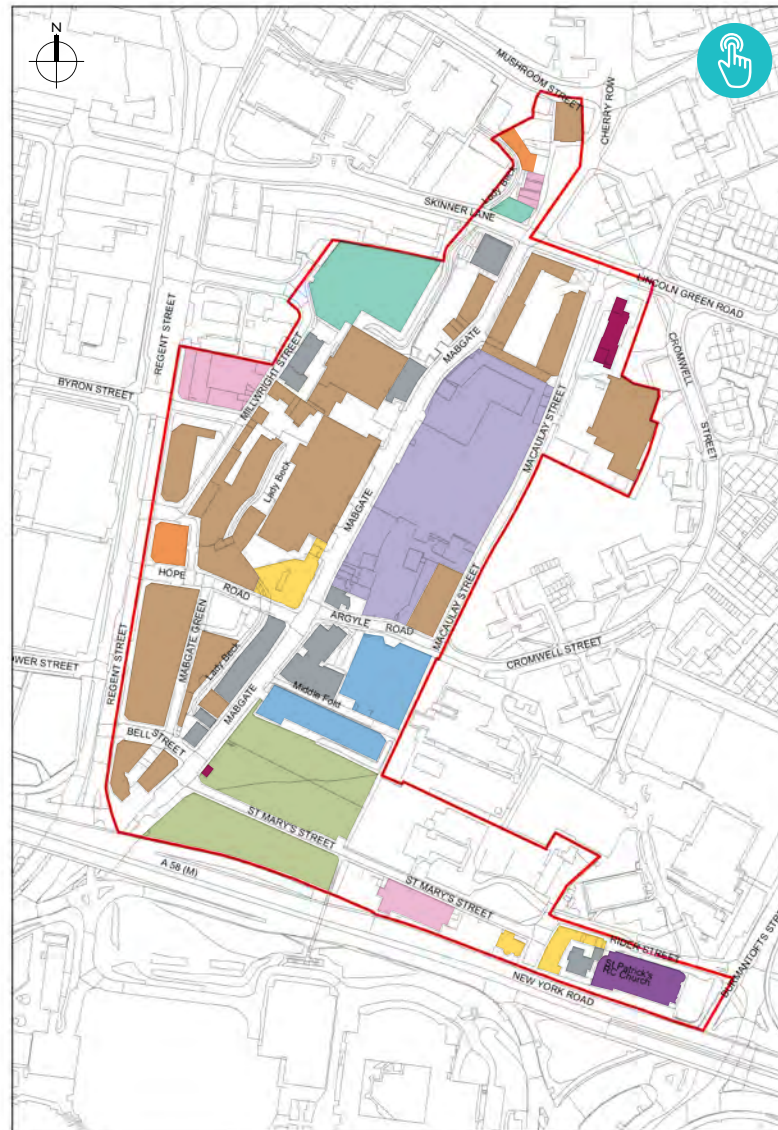 N
MUSHROOM STREET
CHERRY ROW
Lady Beck
SKINNER LANE
LINCOLN GREEN ROAD
REGENT STREET
MABGATE
CROMWELL
STREET
BYRON STREET
MILLWRIGHT STREET
MACAULAY STREET
Lady Beck
MABGATE
HOPE
ROAD
ARGYLE
ROAD
MACAULAY STREET
CROMWELL STREET
REGENT STREET
MABGATE GREEN
Lady Beck
MABGATE
Middle Fold
OWER STREET
BELL STREET
ST MARY'S STREET
A 58 (M)
ST MARY'S STREET
RIDER STREET
St Patrick's
RC Church
NEW YORK ROAD
BURMANTOFTS STR